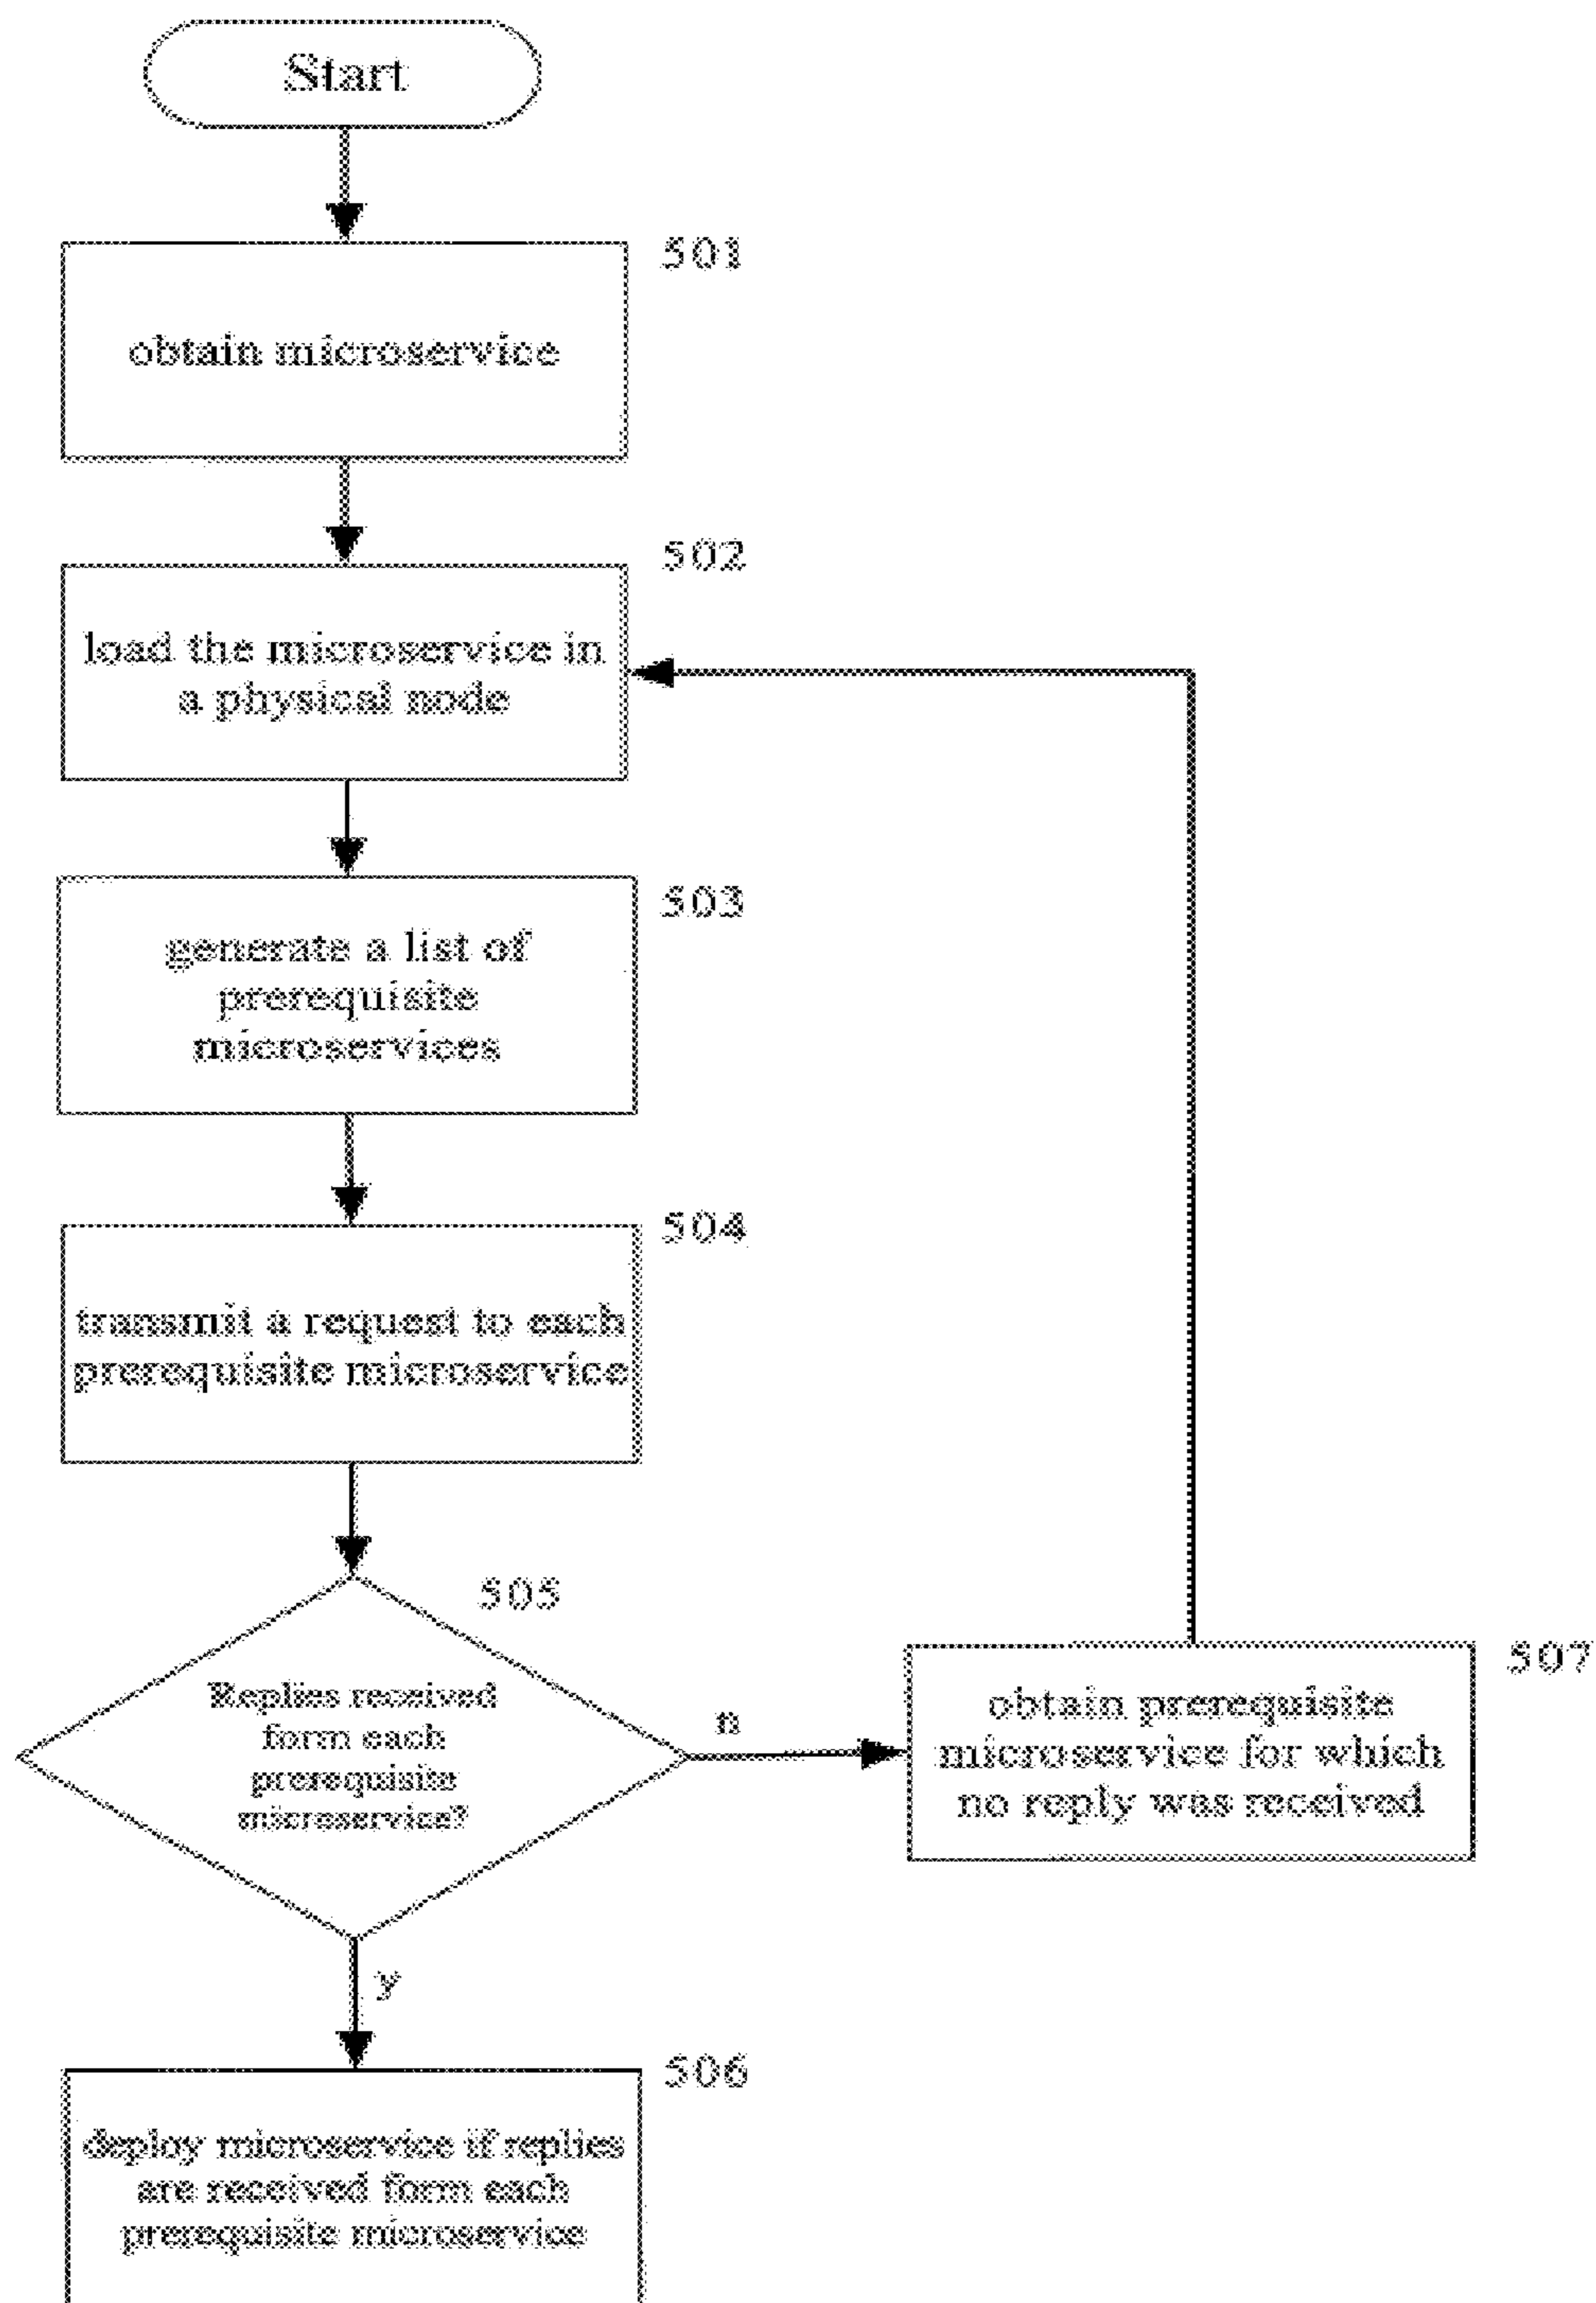 Start
501
obtain microservice
502
load the microservice in
a physical node
503
generate a list of
prerequisite
microservices
504
transmit a request to each
prerequisite microservice
505
Replies received
form each
prerequisite
microservice?
n
507
obtain prerequisite
microservice for which
no reply was received
y
506
deploy microservice if replies
are received form each
prerequisite microservice